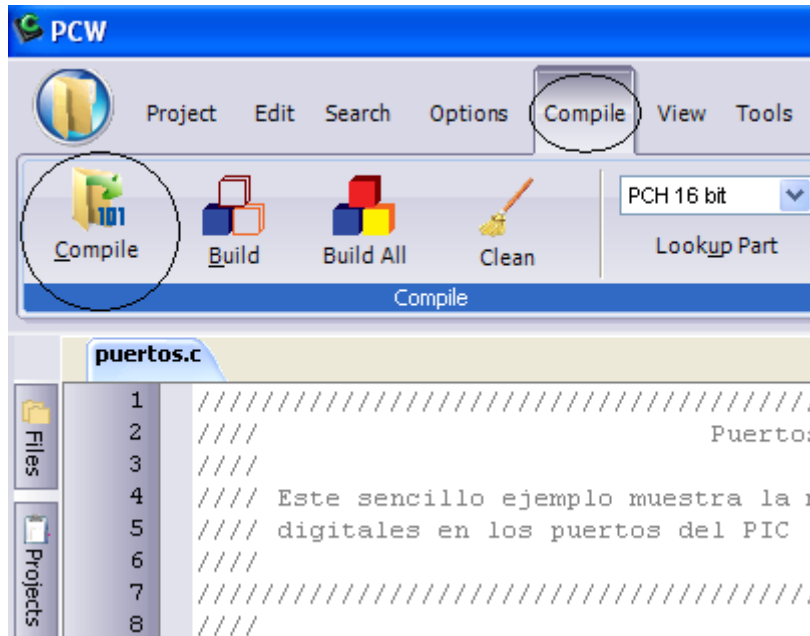 PCW
Project Edit Search Options Compile View Tools
101
Compile Build Build All Clean
PCH 16 bit
Lookup Part
Compile
puertos.c
Files
Projects
1 ////////////////////////////////////////
2 //// Puertos
3 ////
4 //// Este sencillo ejemplo muestra la
5 //// digitales en los puertos del PIC
6 ////
7 ////////////////////////////////////////
8 ////